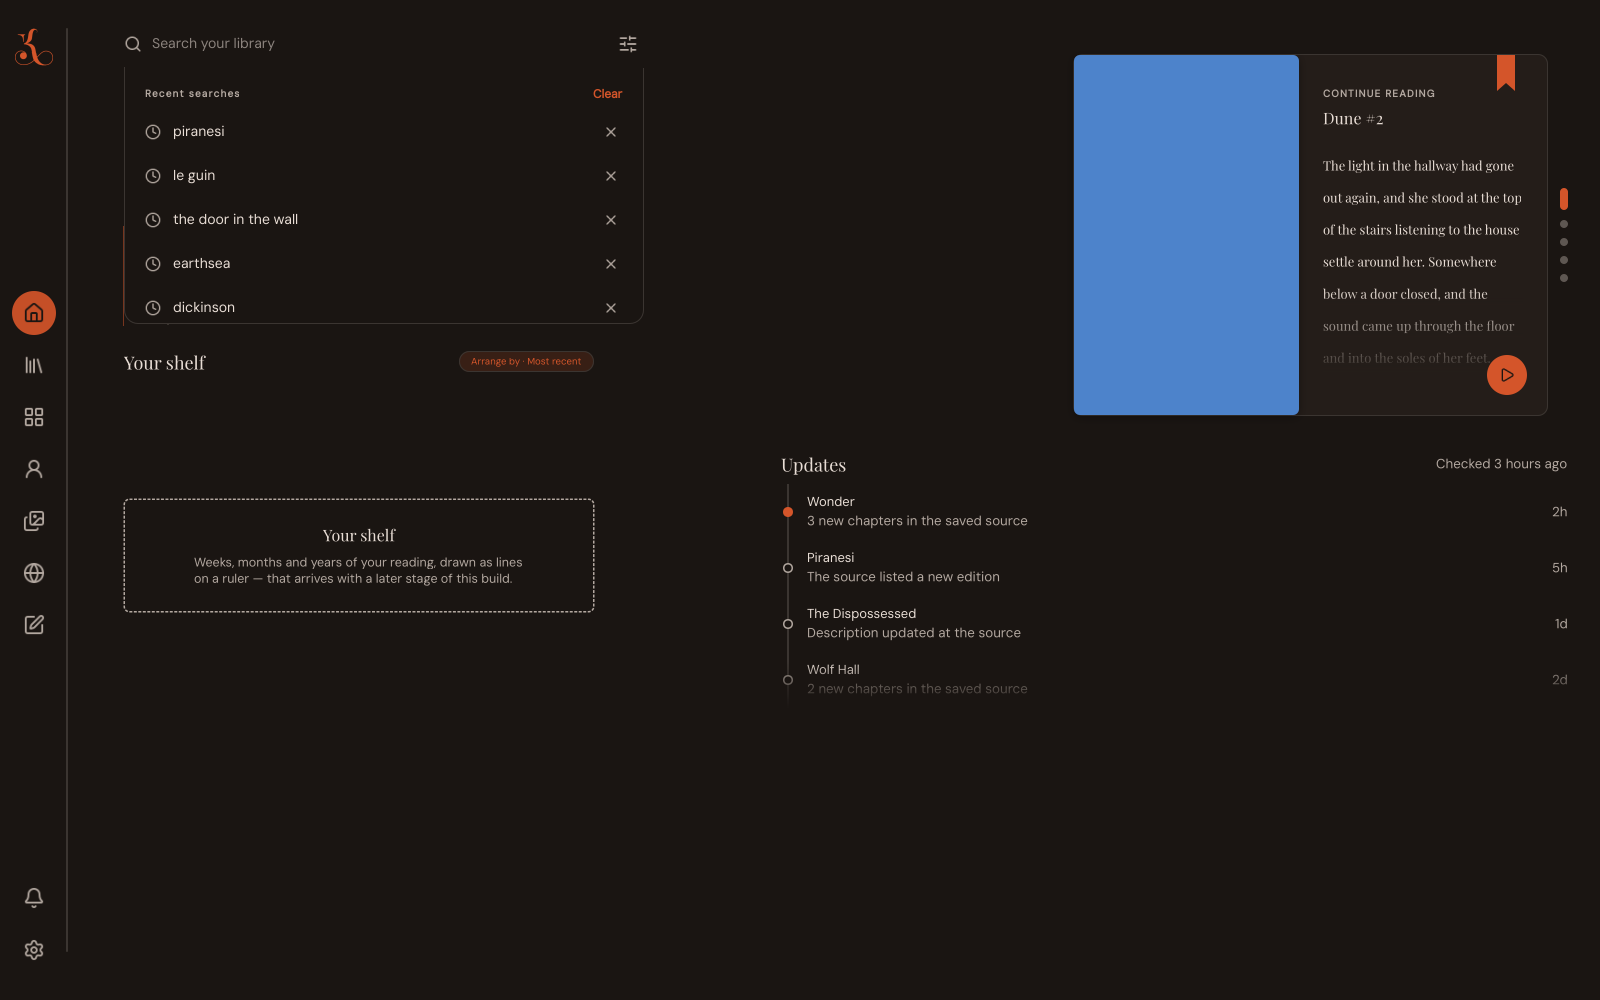 Search your library
Recent searches
Clear
piranesi
le guin
the door in the wall
earthsea
dickinson
Your shelf
Arrange by · Most recent
Your shelf
Weeks, months and years of your reading, drawn as lines
on a ruler — that arrives with a later stage of this build.
CONTINUE READING
Dune #2
The light in the hallway had gone
out again, and she stood at the top
of the stairs listening to the house
settle around her. Somewhere
below a door closed, and the
sound came up through the floor
and into the soles of her feet.
Updates
Checked 3 hours ago
Wonder
3 new chapters in the saved source
2h
Piranesi
The source listed a new edition
5h
The Dispossessed
Description updated at the source
1d
Wolf Hall
2 new chapters in the saved source
2d